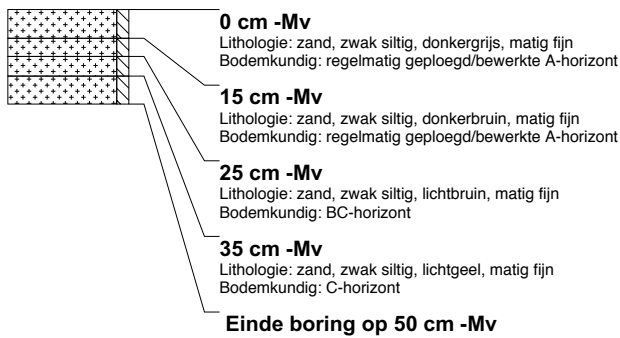 0 cm -Mv
Lithologie: zand, zwak siltig, donkergrijs, matig fijn
Bodemkundig: regelmatig geploegd/bewerkte A-horizont
15 cm -Mv
Lithologie: zand, zwak siltig, donkerbruin, matig fijn
Bodemkundig: regelmatig geploegd/bewerkte A-horizont
25 cm -Mv
Lithologie: zand, zwak siltig, lichtbruin, matig fijn
Bodemkundig: BC-horizont
35 cm -Mv
Lithologie: zand, zwak siltig, lichtgeel, matig fijn
Bodemkundig: C-horizont
Einde boring op 50 cm -Mv